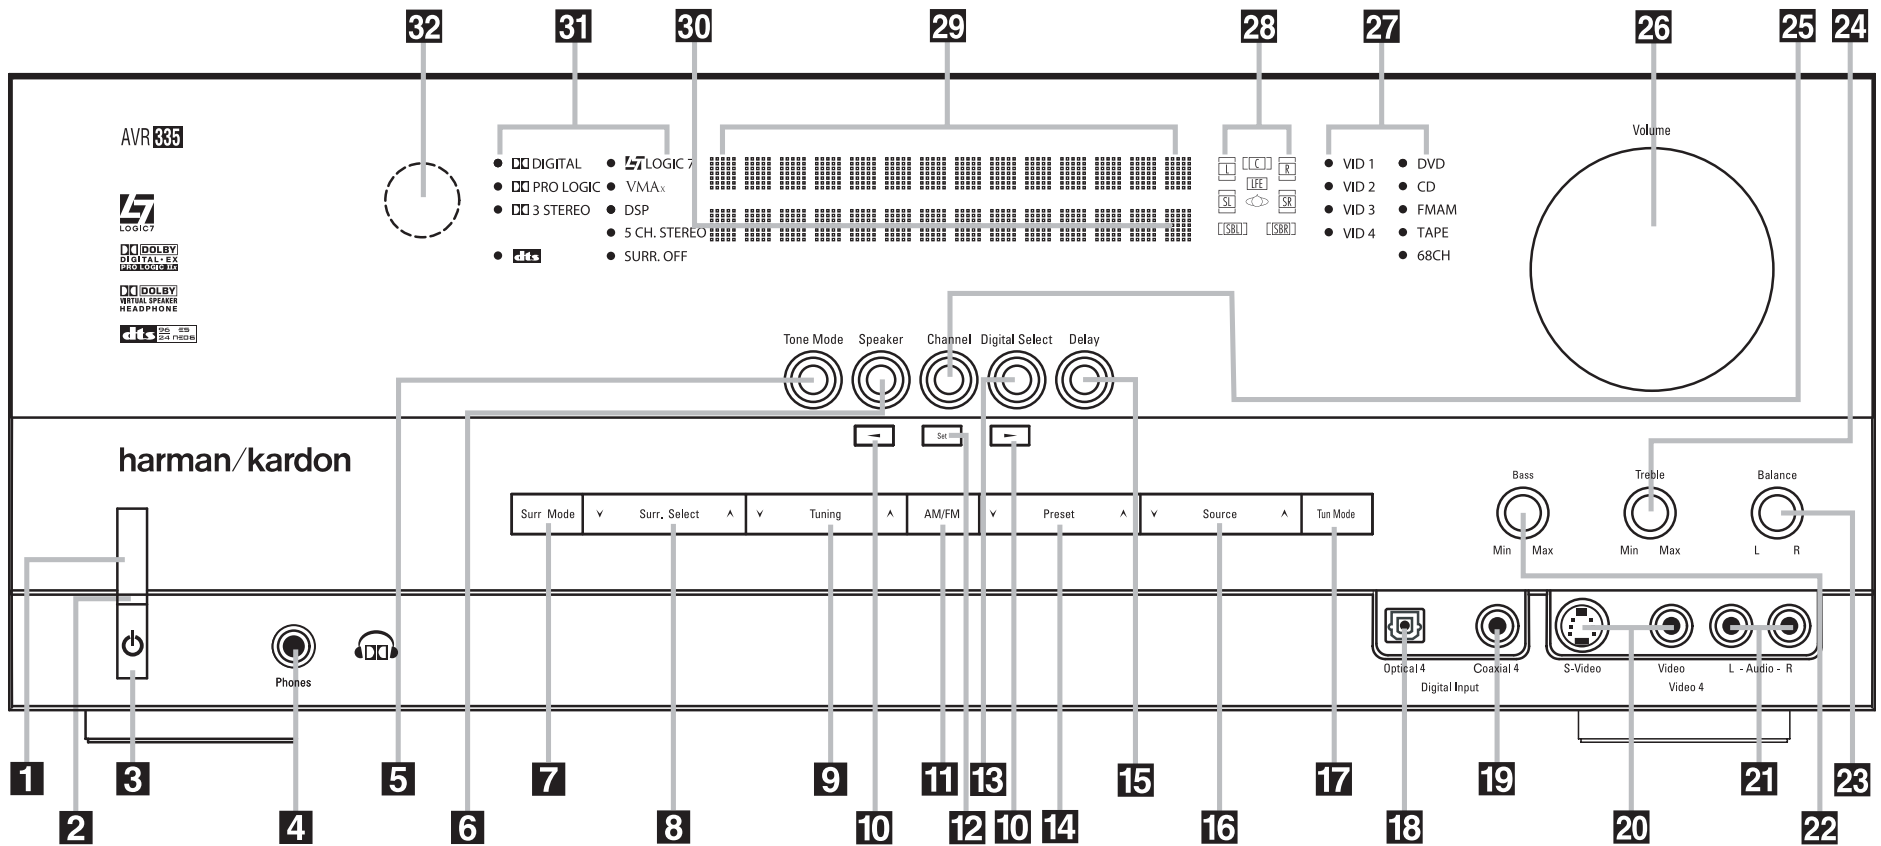 32 31 30 29 28 27 26 25 24
AVR 335
LOGIC7
DOLBY
DIGITAL·EX
PRO LOGIC IIx
DOLBY
VIRTUAL SPEAKER
HEADPHONE
dts 96 24 ES NEO:6
DIGITAL
PRO LOGIC
3 STEREO
dts
LOGIC 7
VMAx
DSP
5 CH. STEREO
SURR. OFF
L C R
LFE
SL SR
SBL SBR
VID 1
VID 2
VID 3
VID 4
DVD
CD
FMAM
TAPE
68CH
Volume
Tone Mode Speaker Channel Digital Select Delay
Set
harman/kardon
Surr Mode Surr. Select Tuning AM/FM Preset Source Tun Mode
Bass Treble Balance
Min Max Min Max L R
Phones
Optical 4 Coaxial 4
Digital Input
S-Video Video L - Audio - R
Video 4
1 3 5 7 9 11 13 15 17 19 21 23
2 4 6 8 10 12 10 14 16 18 20 22